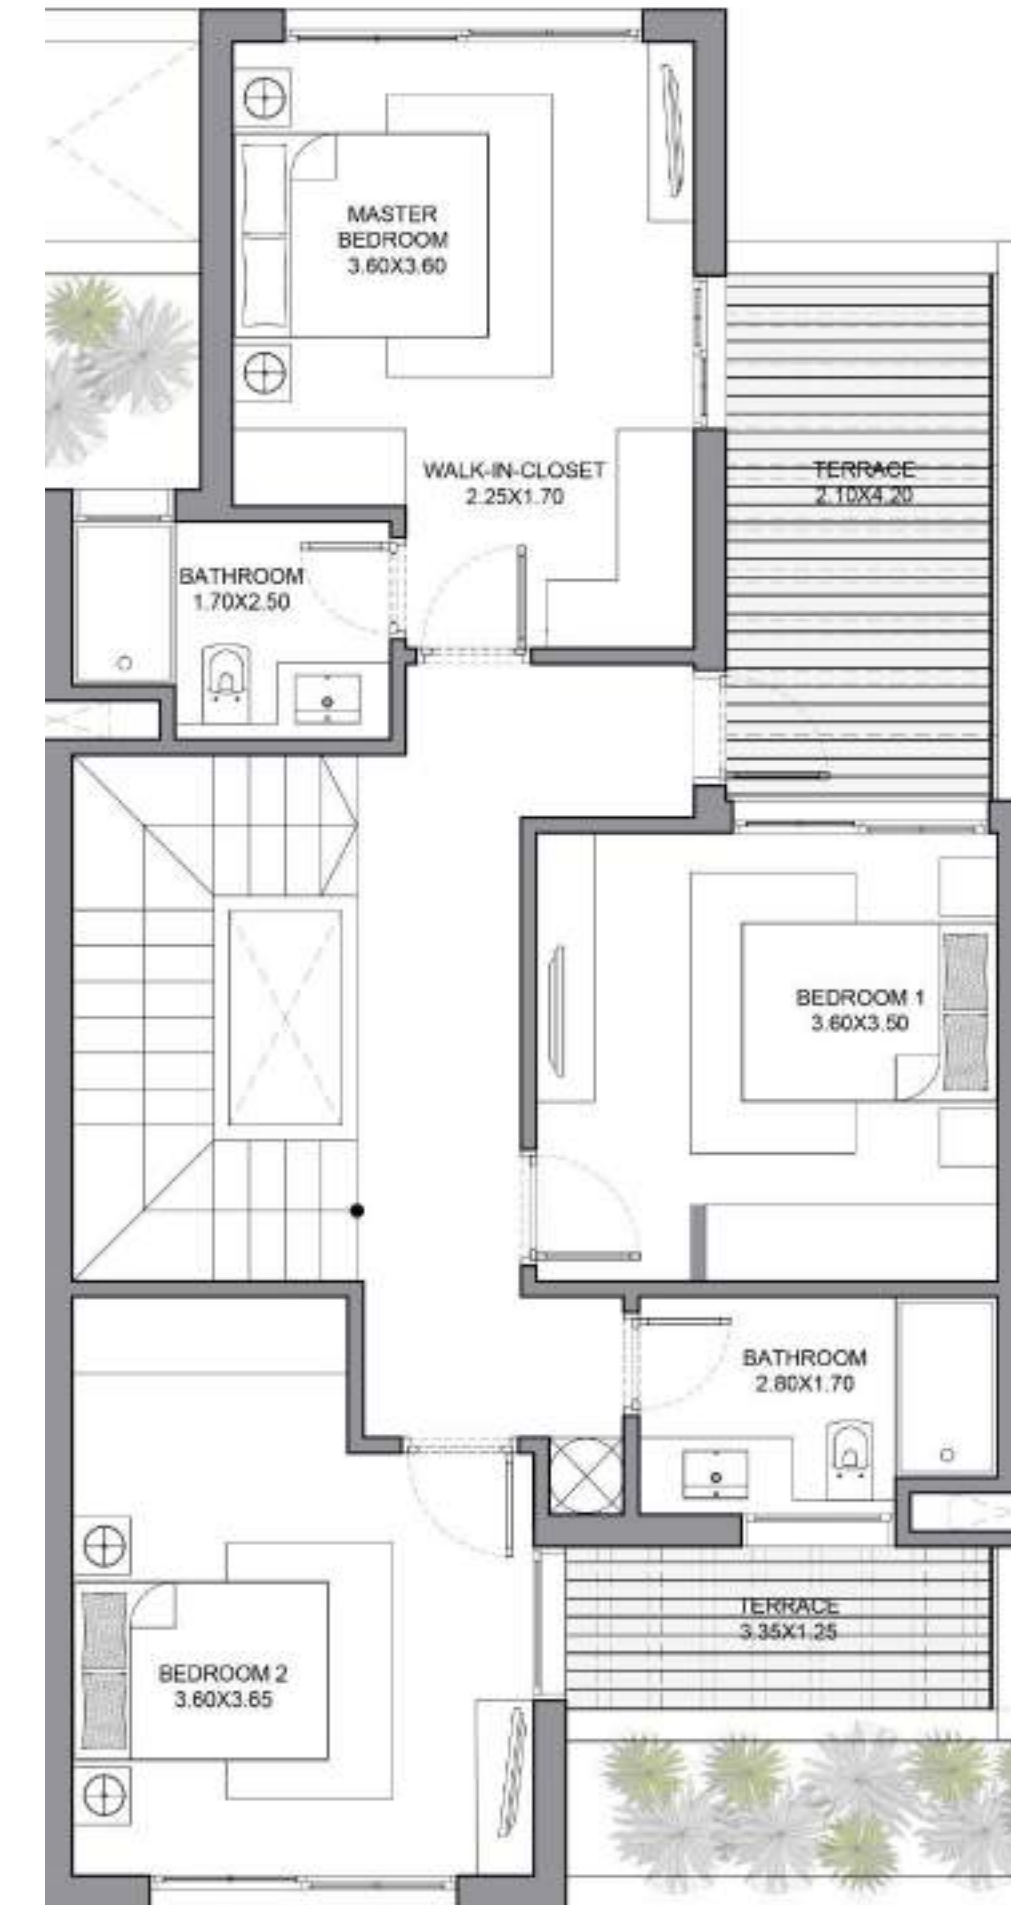 MASTER
BEDROOM
3.60X3.60
WALK-IN-CLOSET
2.25X1.70
TERRACE
2.10X4.20
BATHROOM
1.70X2.50
BEDROOM 1
3.60X3.50
BATHROOM
2.80X1.70
TERRACE
3.35X1.25
BEDROOM 2
3.60X3.65